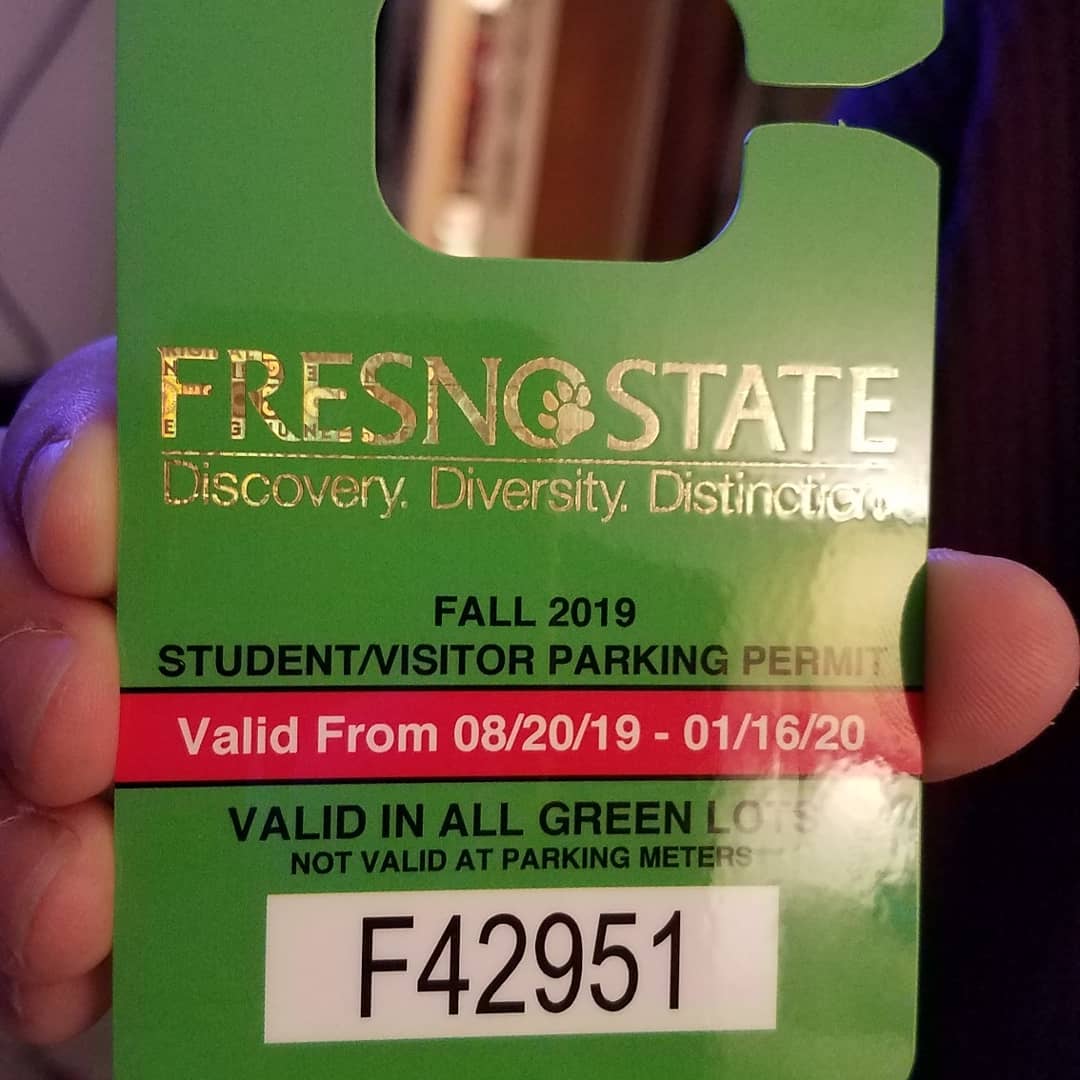 FRESNO STATE
Discovery. Diversity. Distinction.
FALL 2019
STUDENT/VISITOR PARKING PERMIT
Valid From 08/20/19 - 01/16/20
VALID IN ALL GREEN LOTS
NOT VALID AT PARKING METERS
F42951